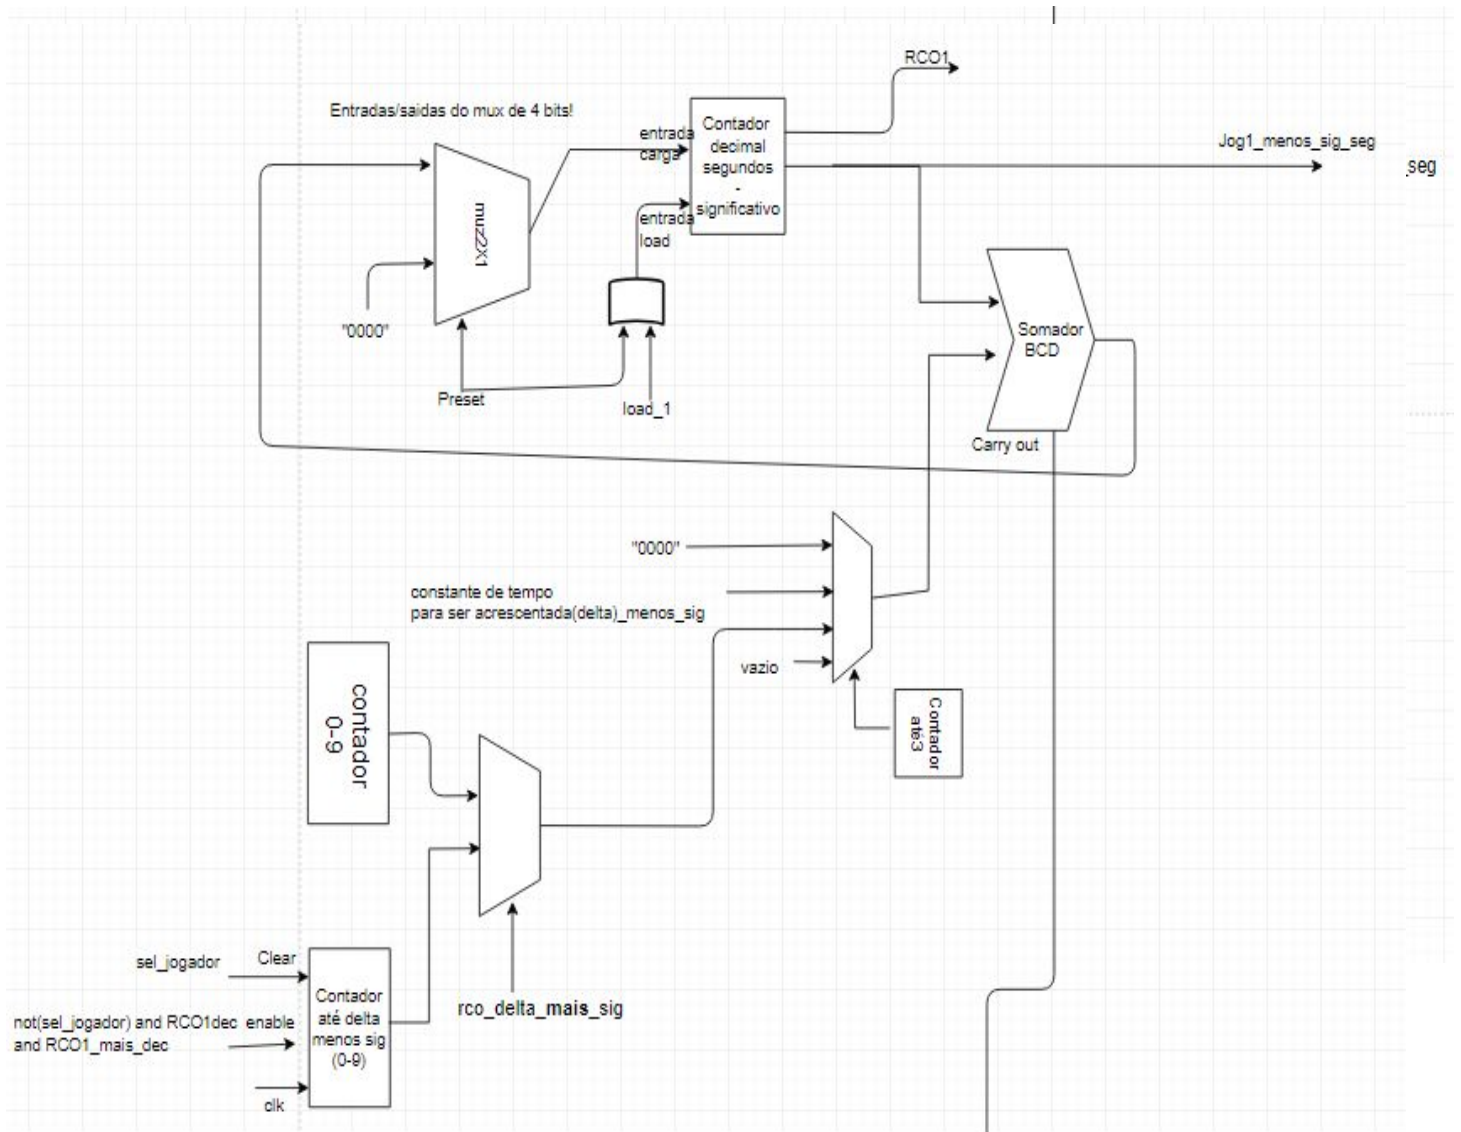 RCO1
Entradas/saidas do mux de 4 bits!
entrada
carga
Contador
decimal
segundos
-
significativo
Jog1_menos_sig_seg
_seg
muz2X1
entrada
load
"0000"
Preset
load_1
Somador
BCD
Carry out
"0000"
constante de tempo
para ser acrescentada(delta)_menos_sig
vazio
contador
0-9
Contador
até3
sel_jogador
Clear
Contador
até delta
menos sig
(0-9)
rco_delta_mais_sig
not(sel_jogador) and RCO1dec enable
and RCO1_mais_dec
clk